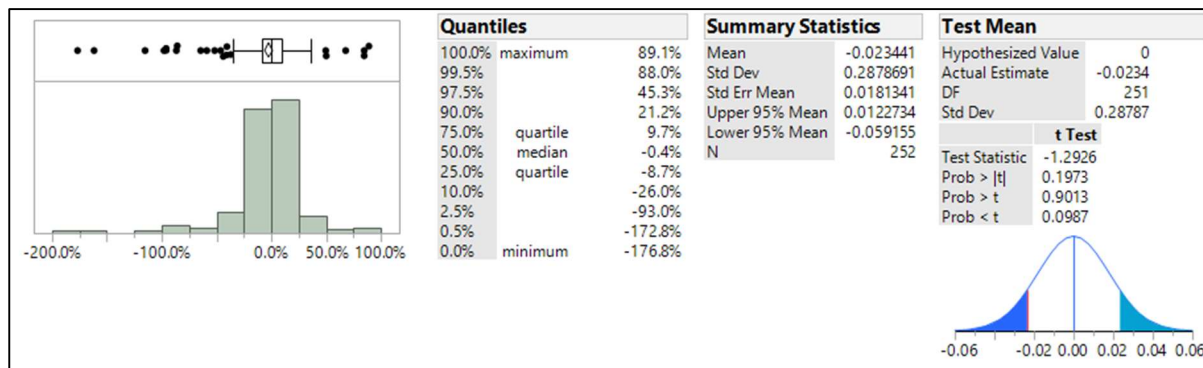 -200.0% -100.0% 0.0% 50.0% 100.0%
Quantiles
100.0% maximum 89.1%
99.5% 88.0%
97.5% 45.3%
90.0% 21.2%
75.0% quartile 9.7%
50.0% median -0.4%
25.0% quartile -8.7%
10.0% -26.0%
2.5% -93.0%
0.5% -172.8%
0.0% minimum -176.8%
Summary Statistics
Mean -0.023441
Std Dev 0.2878691
Std Err Mean 0.0181341
Upper 95% Mean 0.0122734
Lower 95% Mean -0.059155
N 252
Test Mean
Hypothesized Value 0
Actual Estimate -0.0234
DF 251
Std Dev 0.28787
t Test
Test Statistic -1.2926
Prob > |t| 0.1973
Prob > t 0.9013
Prob < t 0.0987
-0.06 -0.02 0.00 0.02 0.04 0.06